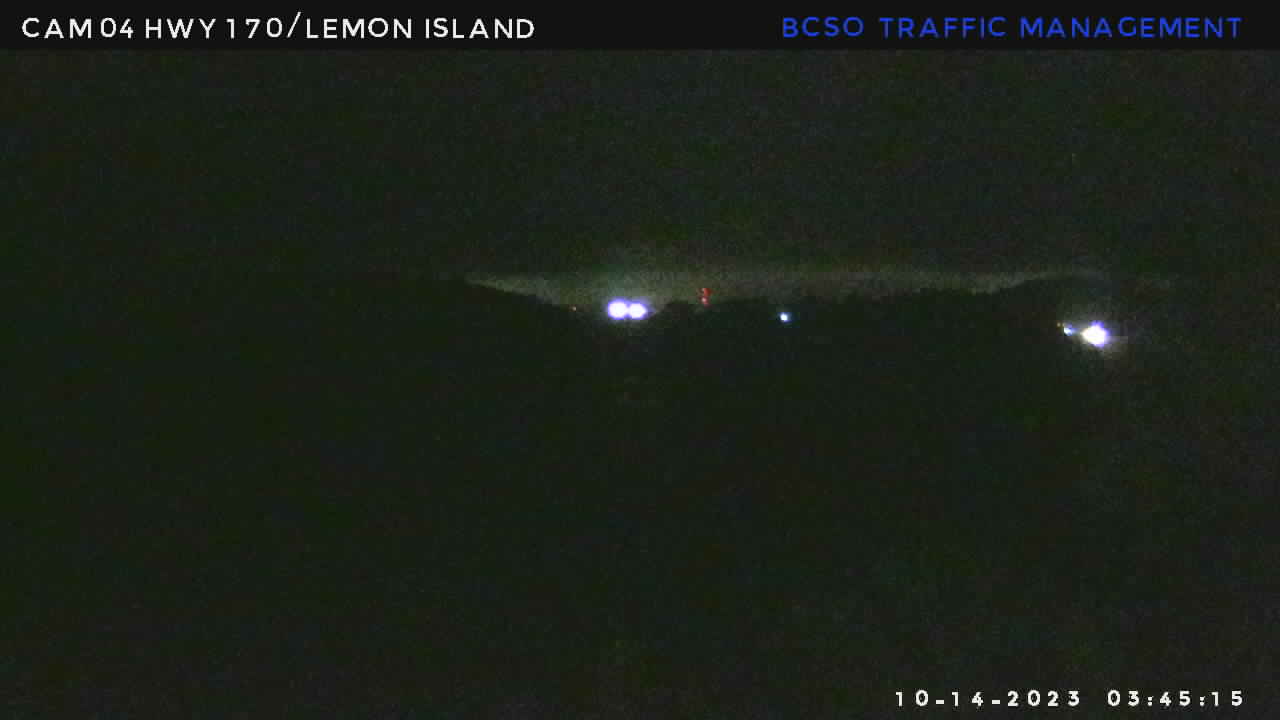 CAM 04 HWY 170/LEMON ISLAND
BCSO TRAFFIC MANAGEMENT
10-14-2023 03:45:15